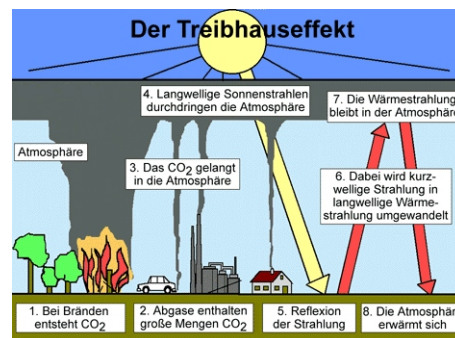 Der Treibhauseffekt
4. Langwellige Sonnenstrahlen
durchdringen die Atmosphäre
7. Die Wärmestrahlung
bleibt in der Atmosphäre
Atmosphäre
3. Das CO2 gelangt
in die Atmosphäre
6. Dabei wird kurz-
wellige Strahlung in
langwellige Wärme-
strahlung umgewandelt
1. Bei Bränden
entsteht CO2
2. Abgase enthalten
große Mengen CO2
5. Reflexion
der Strahlung
8. Die Atmosphär
erwärmt sich